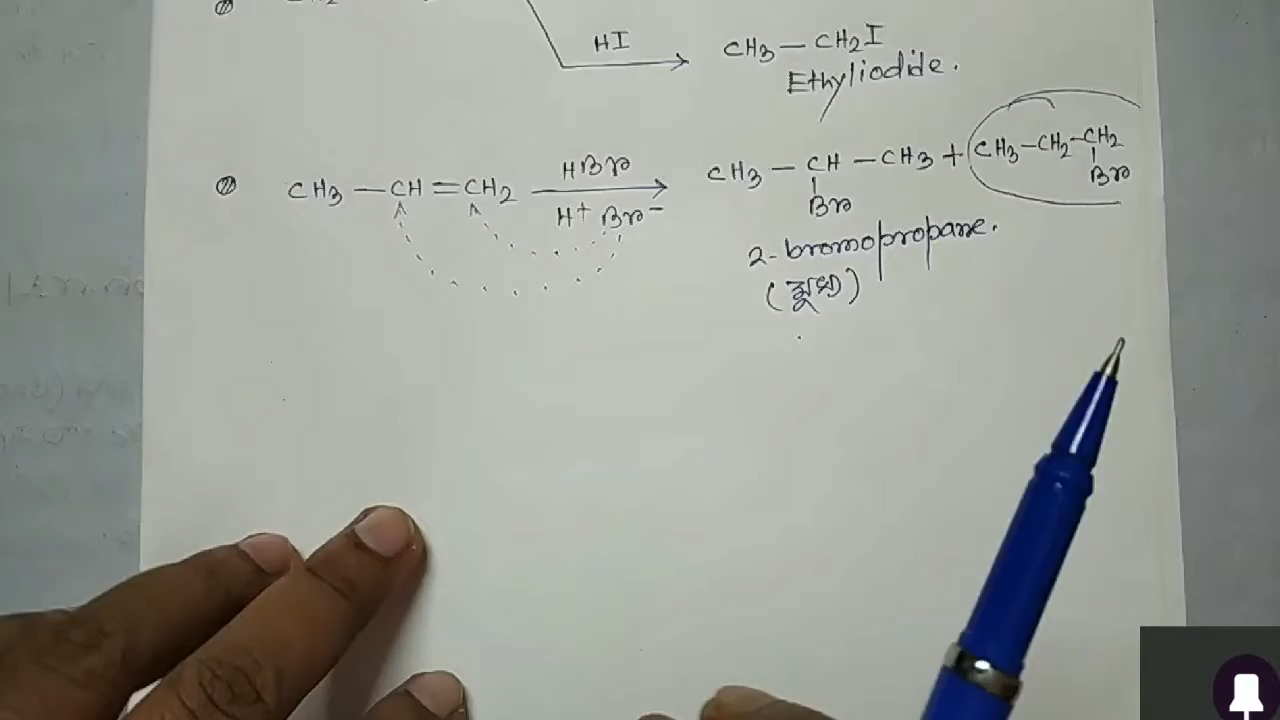 HI
CH3 — CH2I
Ethyliodide.
CH3 — CH = CH2
HBr
H+ Br−
CH3 — CH — CH3 + CH3–CH2–CH2
Br
Br
2-bromopropane.
(মুখ্য)